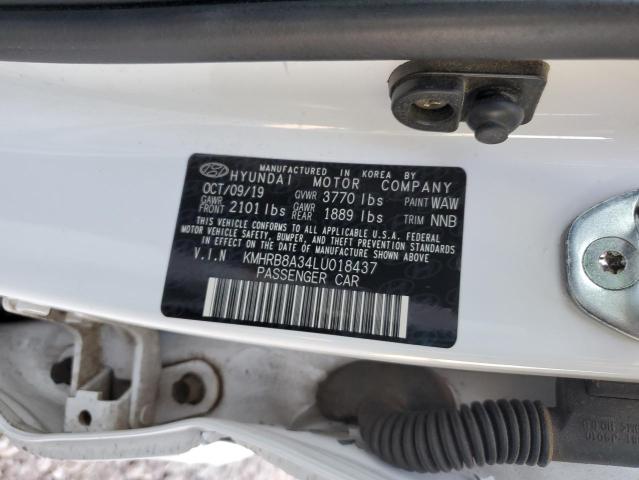 MANUFACTURED IN KOREA BY
HYUNDAI MOTOR COMPANY
OCT/09/19 GVWR 3770 lbs PAINT WAW
GAWR FRONT 2101 lbs GAWR REAR 1889 lbs TRIM NNB
THIS VEHICLE CONFORMS TO ALL APPLICABLE U.S.A. FEDERAL
MOTOR VEHICLE SAFETY, BUMPER, AND THEFT PREVENTION STANDARDS
IN EFFECT ON THE DATE OF MANUFACTURE SHOWN ABOVE.
V.I.N KMHRB8A34LU018437
PASSENGER CAR